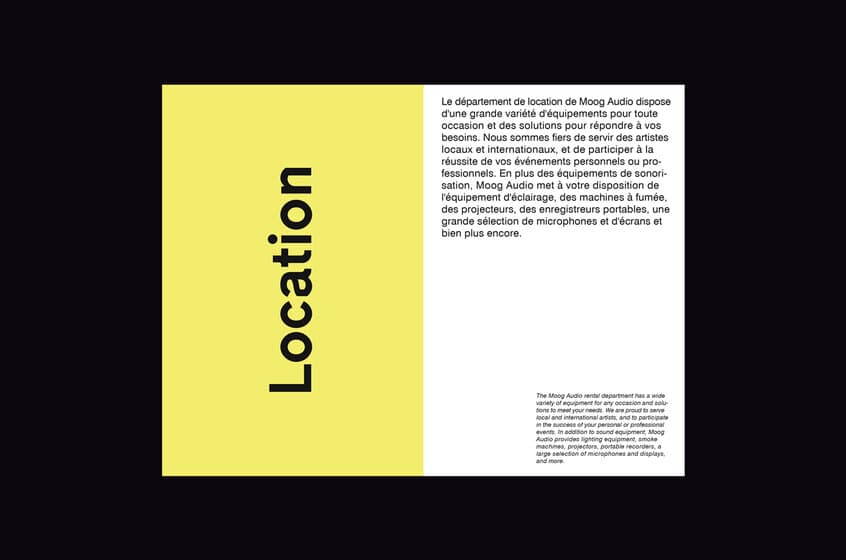 Location
Le département de location de Moog Audio dispose
d'une grande variété d'équipements pour toute
occasion et des solutions pour répondre à vos
besoins. Nous sommes fiers de servir des artistes
locaux et internationaux, et de participer à la
réussite de vos événements personnels ou pro-
fessionnels. En plus des équipements de sonori-
sation, Moog Audio met à votre disposition de
l'équipement d'éclairage, des machines à fumée,
des projecteurs, des enregistreurs portables, une
grande sélection de microphones et d'écrans et
bien plus encore.
The Moog Audio rental department has a wide
variety of equipment for any occasion and solu-
tions to meet your needs. We are proud to serve
local and international artists, and to participate
in the success of your personal or professional
events. In addition to sound equipment, Moog
Audio provides lighting equipment, smoke
machines, projectors, portable recorders, a
large selection of microphones and displays,
and more.